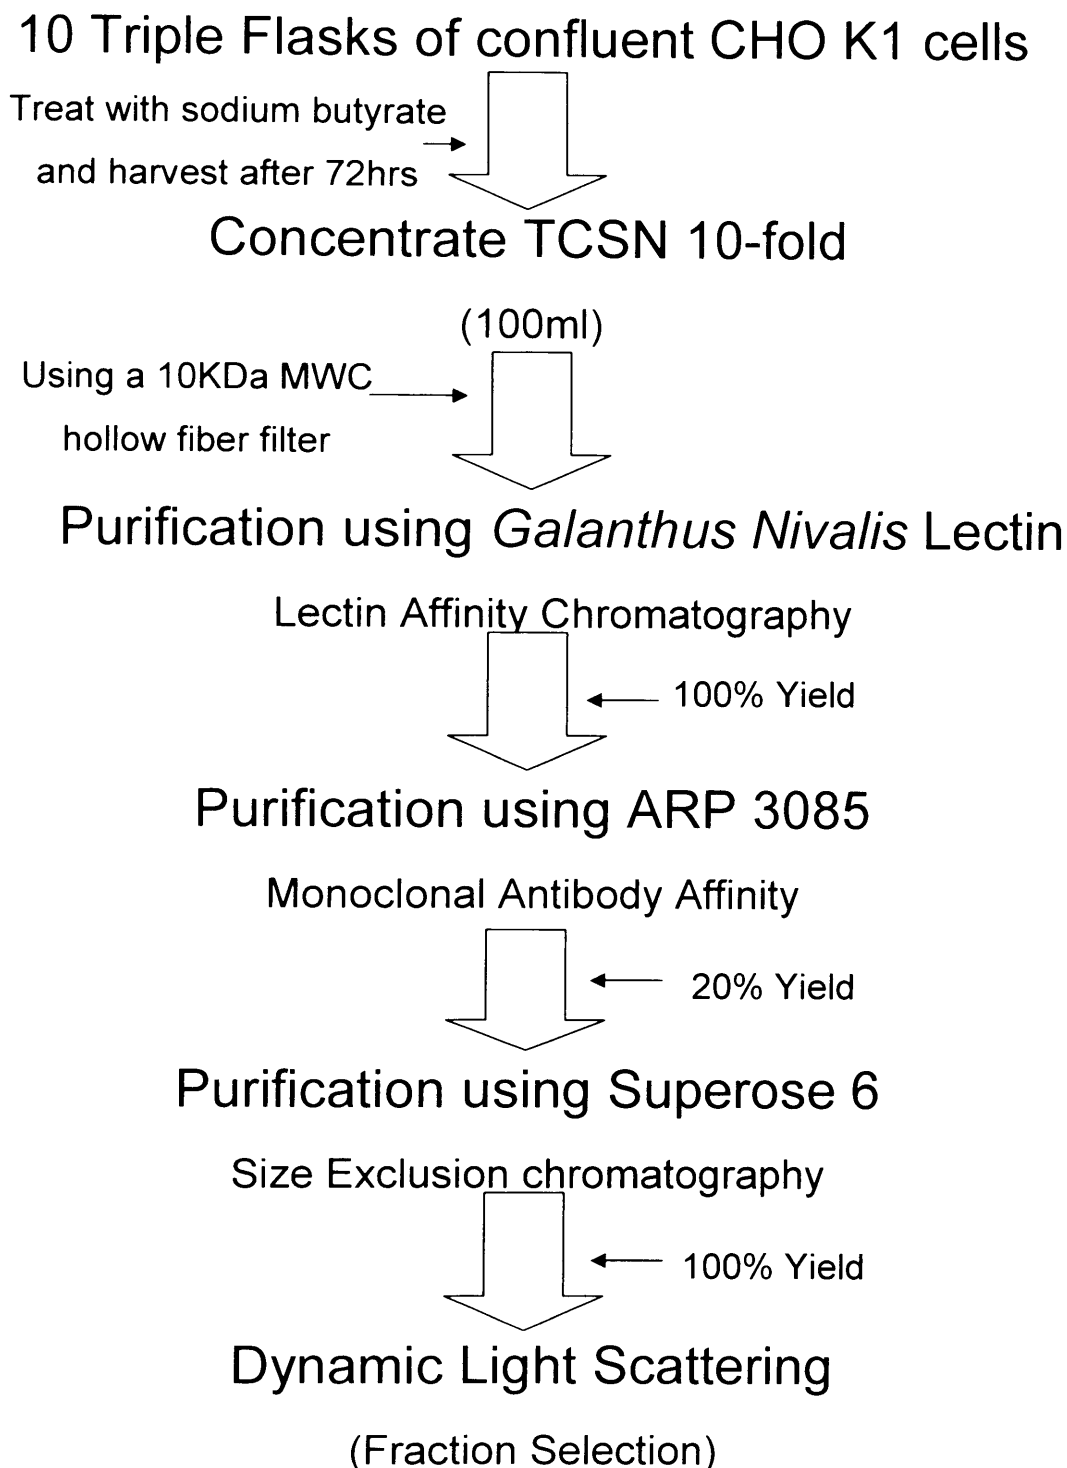 10 Triple Flasks of confluent CHO K1 cells
Treat with sodium butyrate
and harvest after 72hrs
Concentrate TCSN 10-fold
(100ml)
Using a 10KDa MWC
hollow fiber filter
Purification using Galanthus Nivalis Lectin
Lectin Affinity Chromatography
100% Yield
Purification using ARP 3085
Monoclonal Antibody Affinity
20% Yield
Purification using Superose 6
Size Exclusion chromatography
100% Yield
Dynamic Light Scattering
(Fraction Selection)